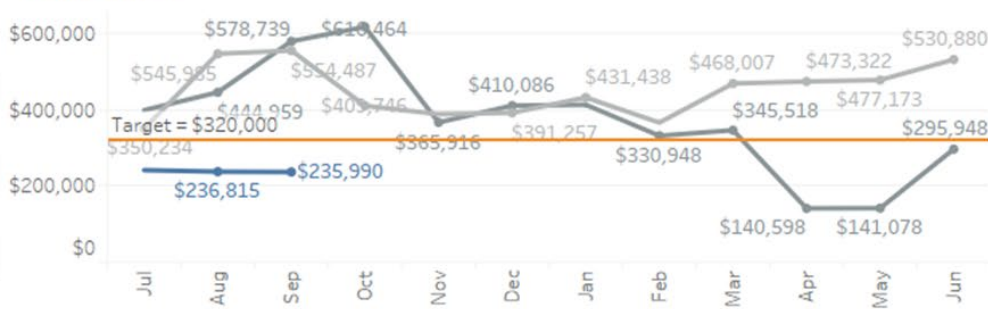 $600,000
$400,000
$200,000
$0
$578,739
$616,464
$530,880
$545,985
$554,487
$410,086
$431,438
$468,007
$473,322
$444,959
$477,173
$345,518
Target = $320,000
$350,234
$365,916
$391,257
$330,948
$295,948
$236,815
$235,990
$140,598
$141,078
Jul
Aug
Sep
Oct
Nov
Dec
Jan
Feb
Mar
Apr
May
Jun